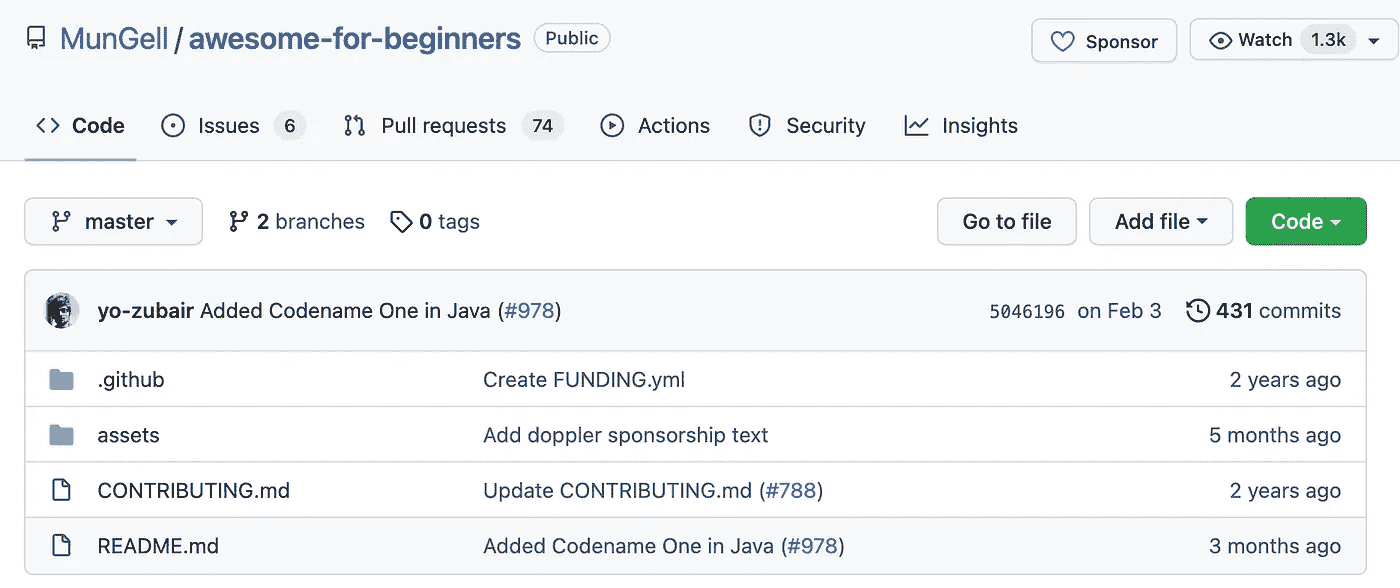 MunGell / awesome-for-beginners Public Sponsor Watch 1.3k
Code Issues 6 Pull requests 74 Actions Security Insights
master 2 branches 0 tags Go to file Add file Code
yo-zubair Added Codename One in Java (#978) 5046196 on Feb 3 431 commits
.github Create FUNDING.yml 2 years ago
assets Add doppler sponsorship text 5 months ago
CONTRIBUTING.md Update CONTRIBUTING.md (#788) 2 years ago
README.md Added Codename One in Java (#978) 3 months ago